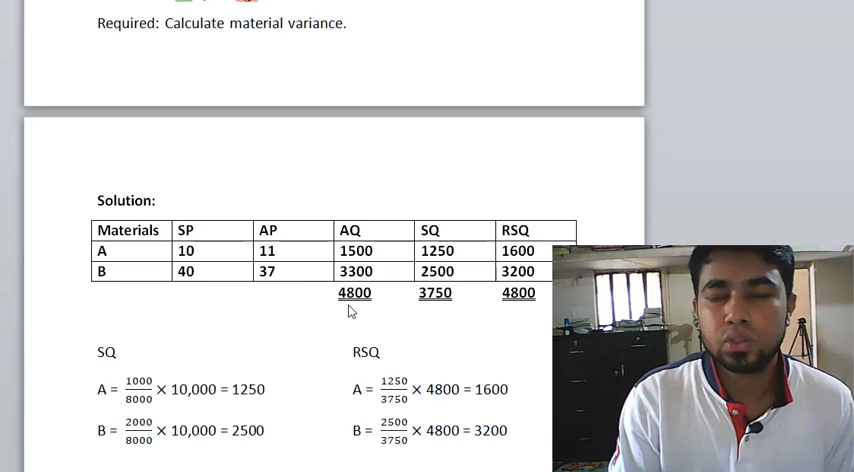 Required: Calculate material variance.
Solution:
Materials SP AP AQ SQ RSQ
A 10 11 1500 1250 1600
B 40 37 3300 2500 3200
4800 3750 4800
SQ RSQ
A = 1000/8000 × 10,000 = 1250 A = 1250/3750 × 4800 = 1600
B = 2000/8000 × 10,000 = 2500 B = 2500/3750 × 4800 = 3200